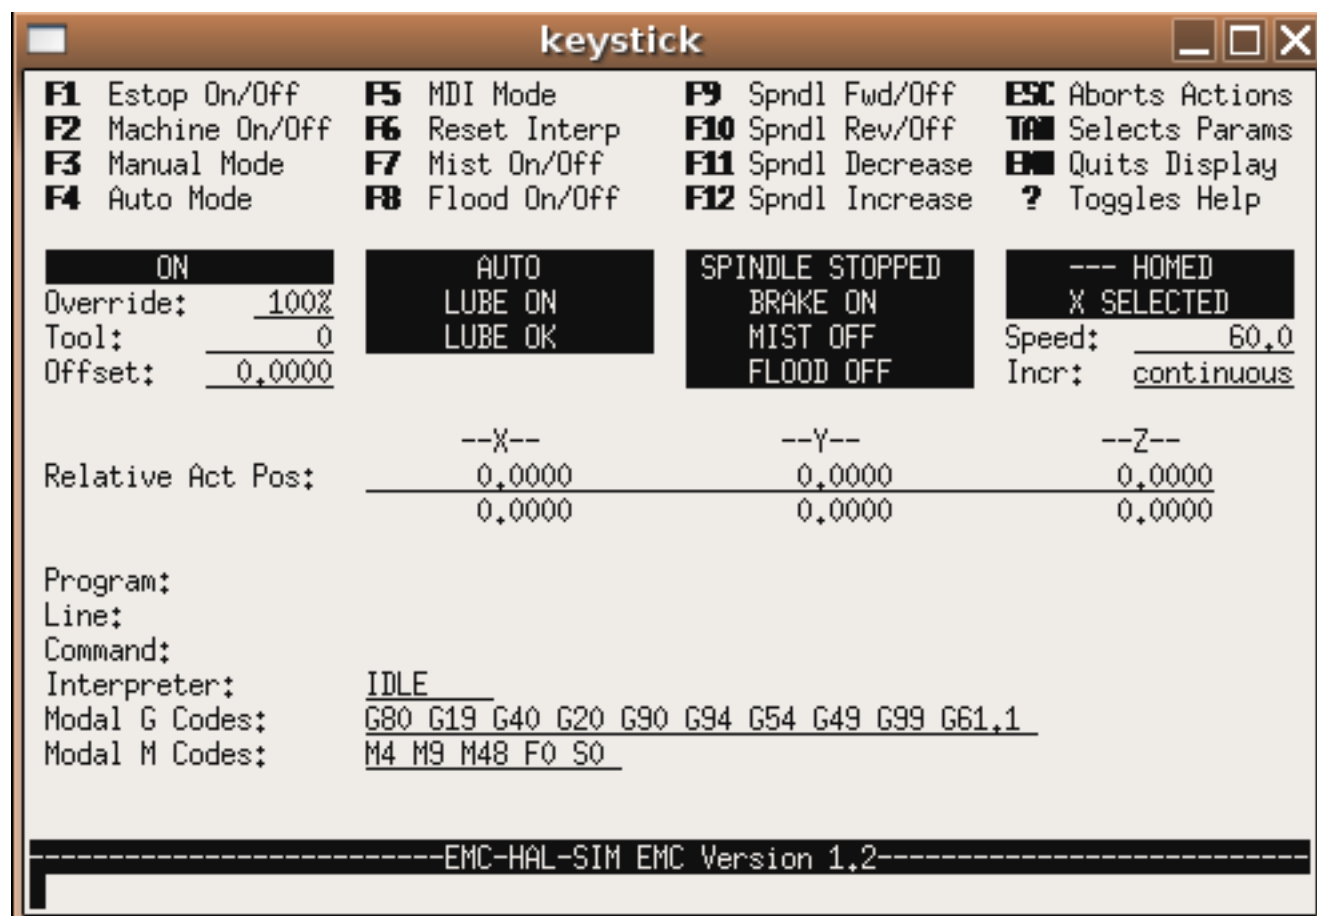 keystick
F1 Estop On/Off F5 MDI Mode F9 Spndl Fwd/Off ESC Aborts Actions
F2 Machine On/Off F6 Reset Interp F10 Spndl Rev/Off TAB Selects Params
F3 Manual Mode F7 Mist On/Off F11 Spndl Decrease Quits Display
F4 Auto Mode F8 Flood On/Off F12 Spndl Increase ? Toggles Help
ON AUTO SPINDLE STOPPED --- HOMED
Override: 100% LUBE ON BRAKE ON X SELECTED
Tool: 0 LUBE OK MIST OFF Speed: 60.0
Offset: 0.0000 FLOOD OFF Incr: continuous
--X-- --Y-- --Z--
Relative Act Pos: 0.0000 0.0000 0.0000
0.0000 0.0000 0.0000
Program:
Line:
Command:
Interpreter: IDLE
Modal G Codes: G80 G19 G40 G20 G90 G94 G54 G49 G99 G61.1
Modal M Codes: M4 M9 M48 F0 S0
--------------------------EMC-HAL-SIM EMC Version 1.2---------------------------